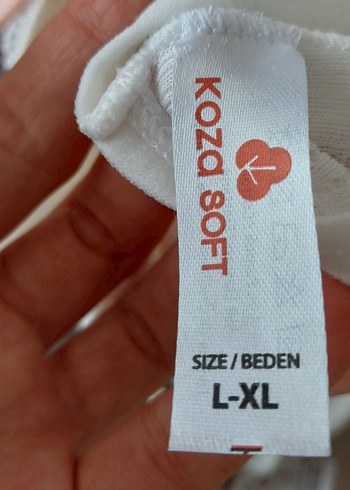 Koza SOFT
SIZE / BEDEN
L-XL